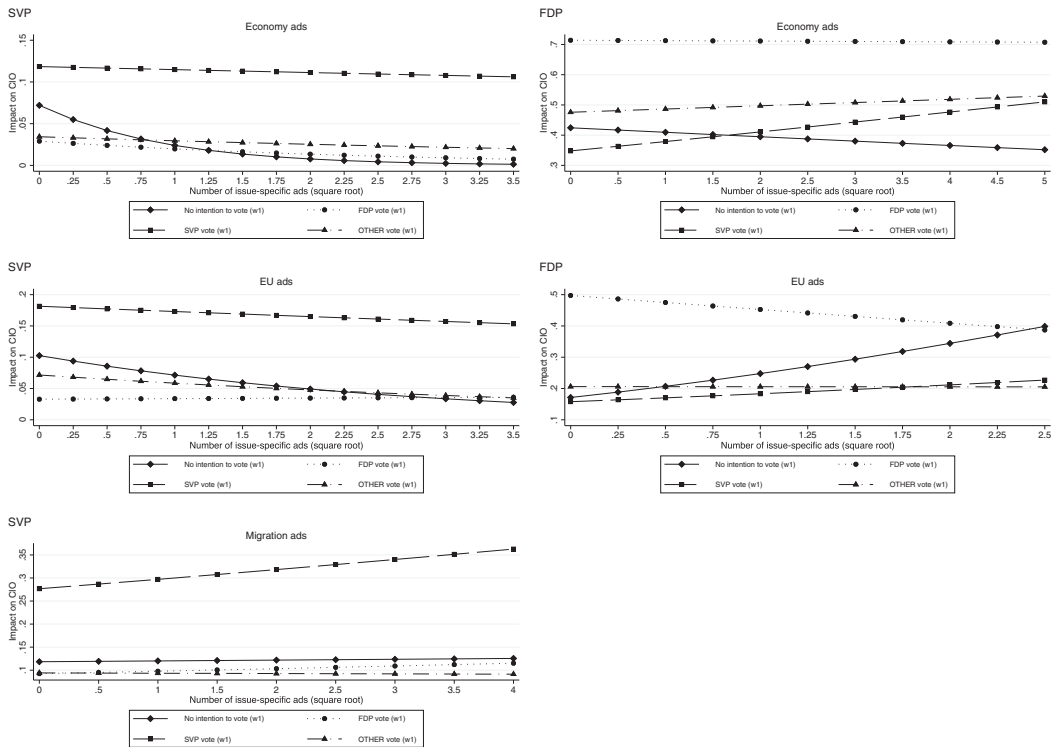 SVP
Economy ads
Impact on CIO
0 .05 .1 .15
0 .25 .5 .75 1 1.25 1.5 1.75 2 2.25 2.5 2.75 3 3.25 3.5
Number of issue-specific ads (square root)
No intention to vote (w1) FDP vote (w1)
SVP vote (w1) OTHER vote (w1)
FDP
Economy ads
Impact on CIO
.3 .4 .5 .6 .7
0 .5 1 1.5 2 2.5 3 3.5 4 4.5 5
Number of issue-specific ads (square root)
No intention to vote (w1) FDP vote (w1)
SVP vote (w1) OTHER vote (w1)
SVP
EU ads
Impact on CIO
0 .05 .1 .15 .2
0 .25 .5 .75 1 1.25 1.5 1.75 2 2.25 2.5 2.75 3 3.25 3.5
Number of issue-specific ads (square root)
No intention to vote (w1) FDP vote (w1)
SVP vote (w1) OTHER vote (w1)
FDP
EU ads
Impact on CIO
.1 .2 .3 .4 .5
0 .25 .5 .75 1 1.25 1.5 1.75 2 2.25 2.5
Number of issue-specific ads (square root)
No intention to vote (w1) FDP vote (w1)
SVP vote (w1) OTHER vote (w1)
SVP
Migration ads
Impact on CIO
.1 .15 .2 .25 .3 .35
0 .5 1 1.5 2 2.5 3 3.5 4
Number of issue-specific ads (square root)
No intention to vote (w1) FDP vote (w1)
SVP vote (w1) OTHER vote (w1)